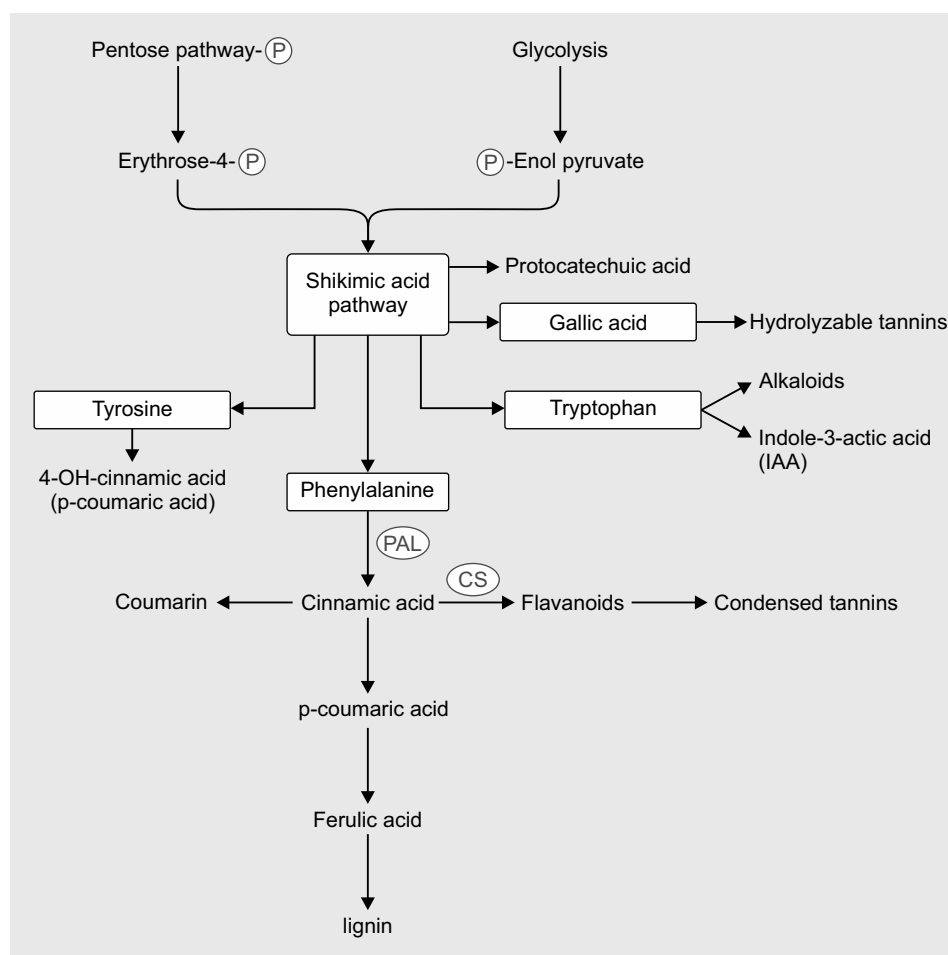 Pentose pathway-P
Glycolysis
Erythrose-4-P
P-Enol pyruvate
Shikimic acid
pathway
Protocatechuic acid
Gallic acid
Hydrolyzable tannins
Alkaloids
Tyrosine
Tryptophan
Indole-3-actic acid
(IAA)
4-OH-cinnamic acid
(p-coumaric acid)
Phenylalanine
PAL
CS
Coumarin
Cinnamic acid
Flavanoids
Condensed tannins
p-coumaric acid
Ferulic acid
lignin